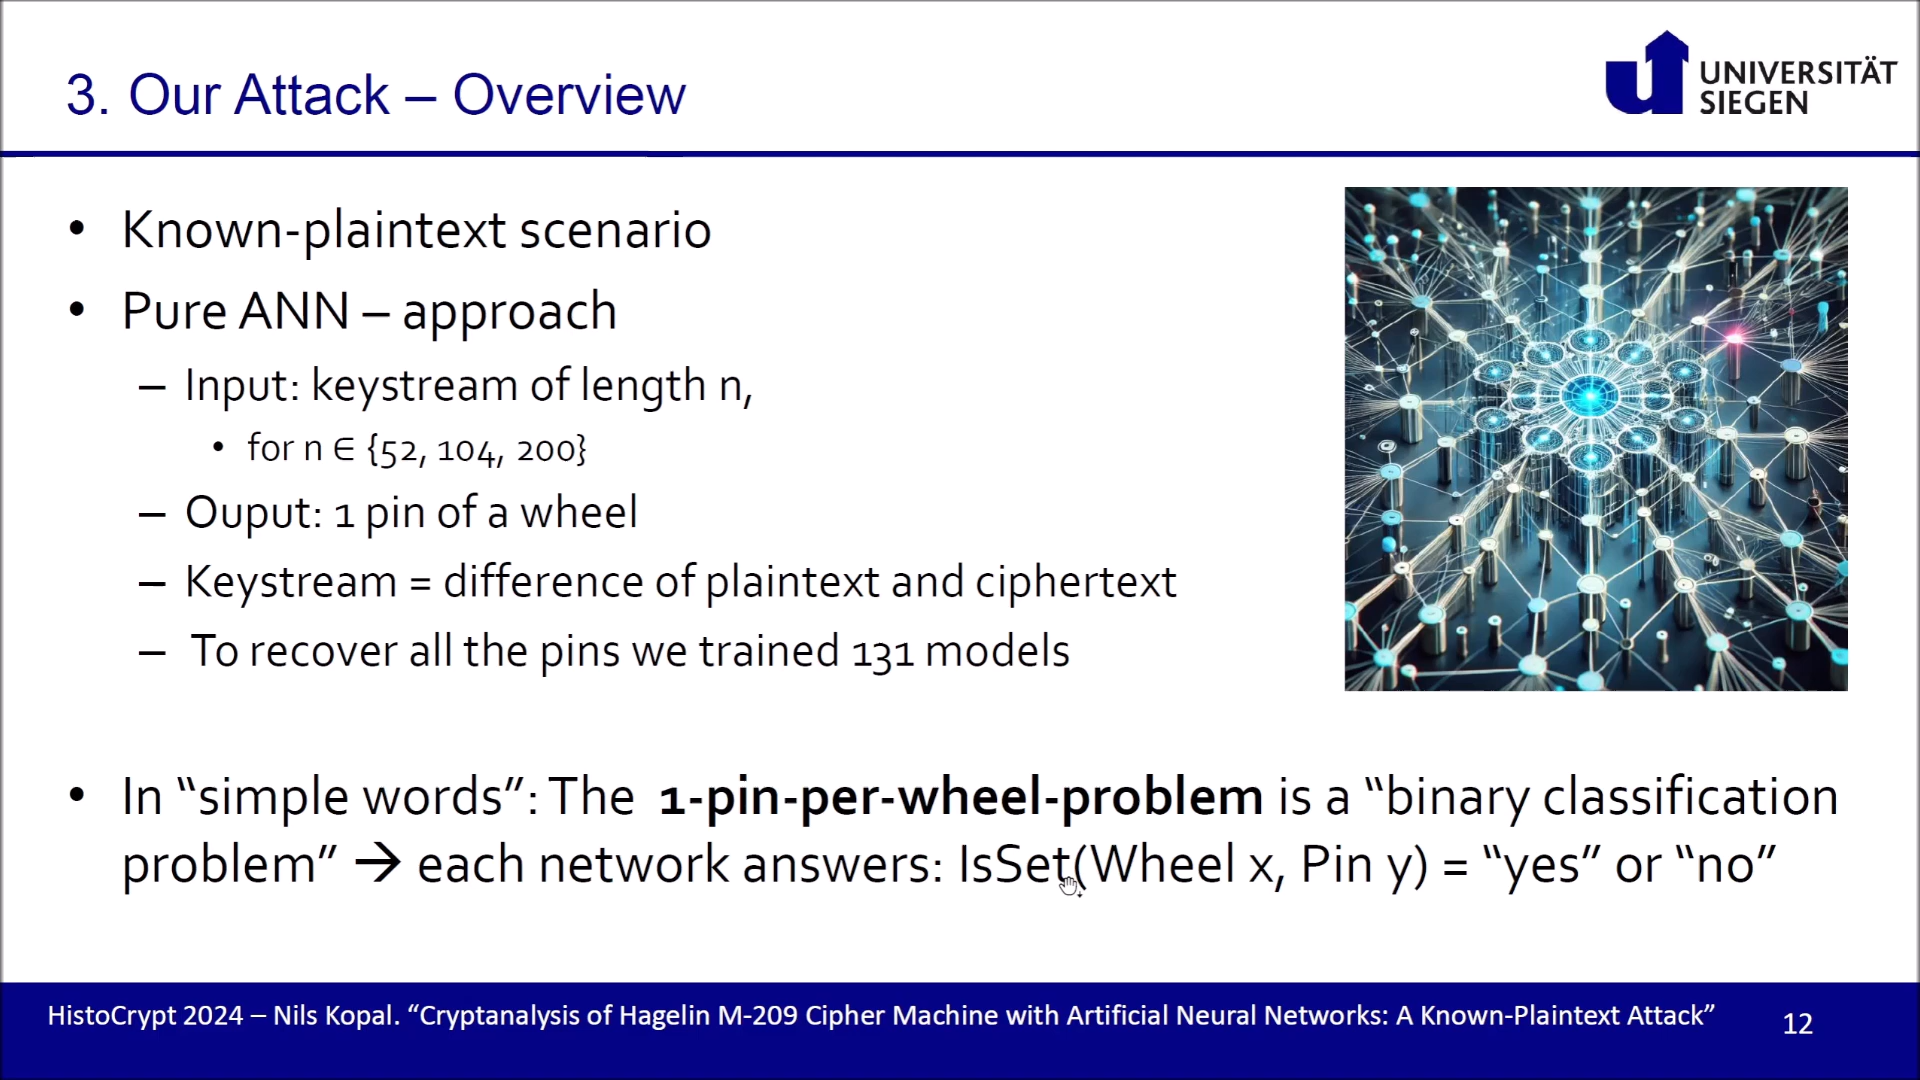 3. Our Attack – Overview
UNIVERSITÄT
SIEGEN
• Known-plaintext scenario
• Pure ANN – approach
– Input: keystream of length n,
• for n ∈ {52, 104, 200}
– Ouput: 1 pin of a wheel
– Keystream = difference of plaintext and ciphertext
– To recover all the pins we trained 131 models
• In “simple words”: The 1-pin-per-wheel-problem is a “binary classification
problem” → each network answers: IsSet(Wheel x, Pin y) = “yes” or “no”
HistoCrypt 2024 – Nils Kopal. “Cryptanalysis of Hagelin M-209 Cipher Machine with Artificial Neural Networks: A Known-Plaintext Attack”
12